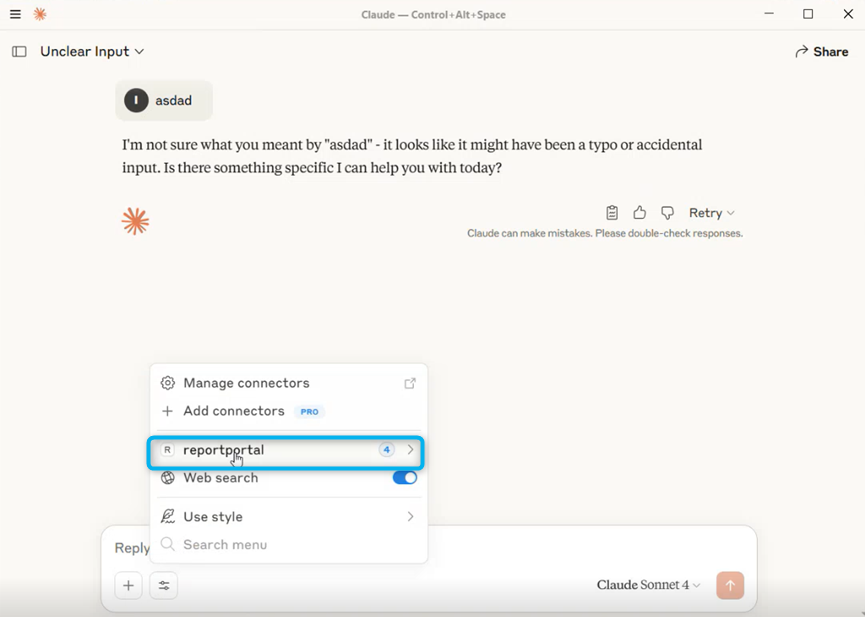 Claude — Control+Alt+Space
Unclear Input
Share
I
asdad
I'm not sure what you meant by "asdad" - it looks like it might have been a typo or accidental
input. Is there something specific I can help you with today?
Retry
Claude can make mistakes. Please double-check responses.
Manage connectors
Add connectors PRO
R reportportal 4
Web search
Use style
Search menu
Reply
Claude Sonnet 4